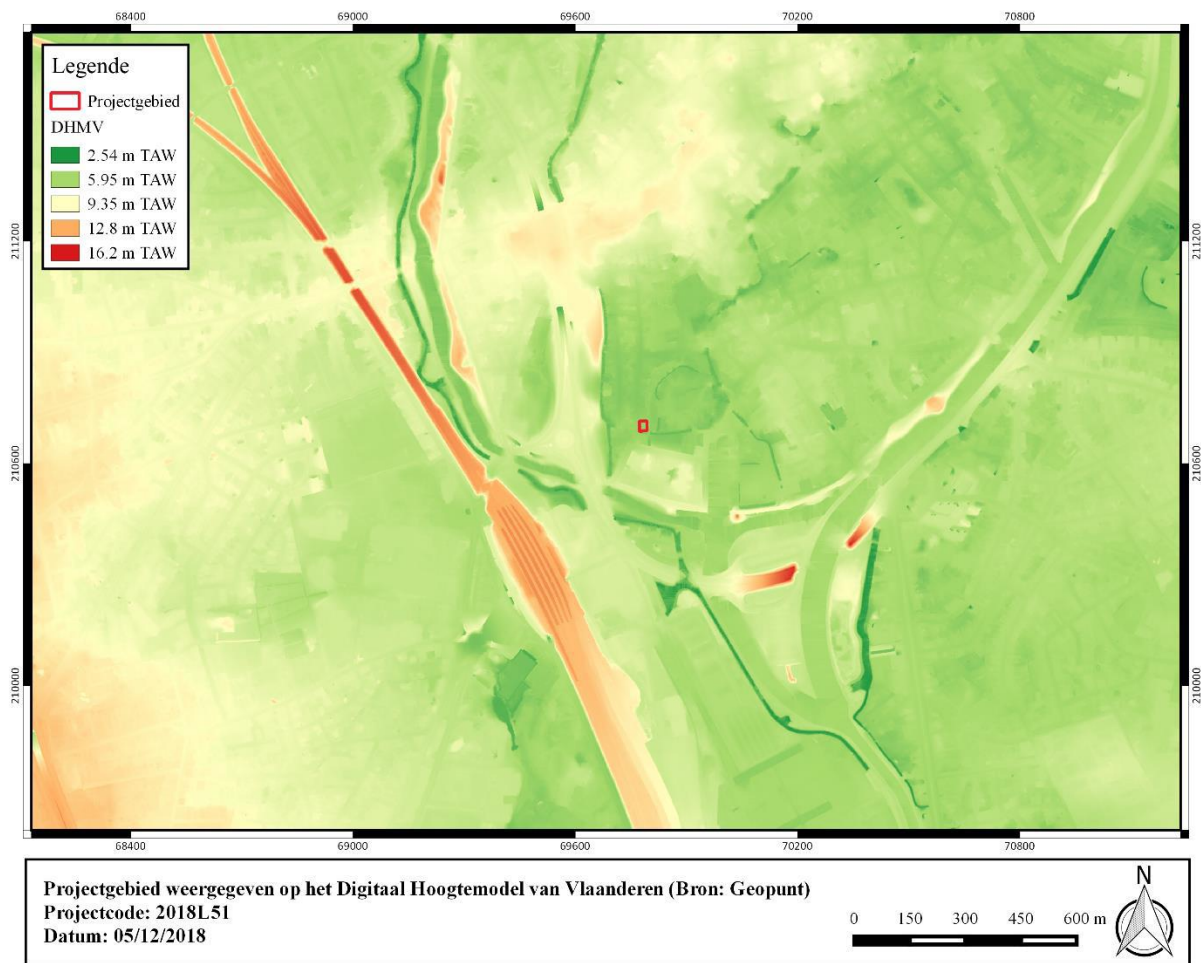 68400 69000 69600 70200 70800
Legende
Projectgebied
DHMV
2.54 m TAW
5.95 m TAW
9.35 m TAW
12.8 m TAW
16.2 m TAW
211200 211200
210600 210600
210000 210000
68400 69000 69600 70200 70800
Projectgebied weergegeven op het Digitaal Hoogtemodel van Vlaanderen (Bron: Geopunt)
Projectcode: 2018L51
Datum: 05/12/2018
0 150 300 450 600 m
N